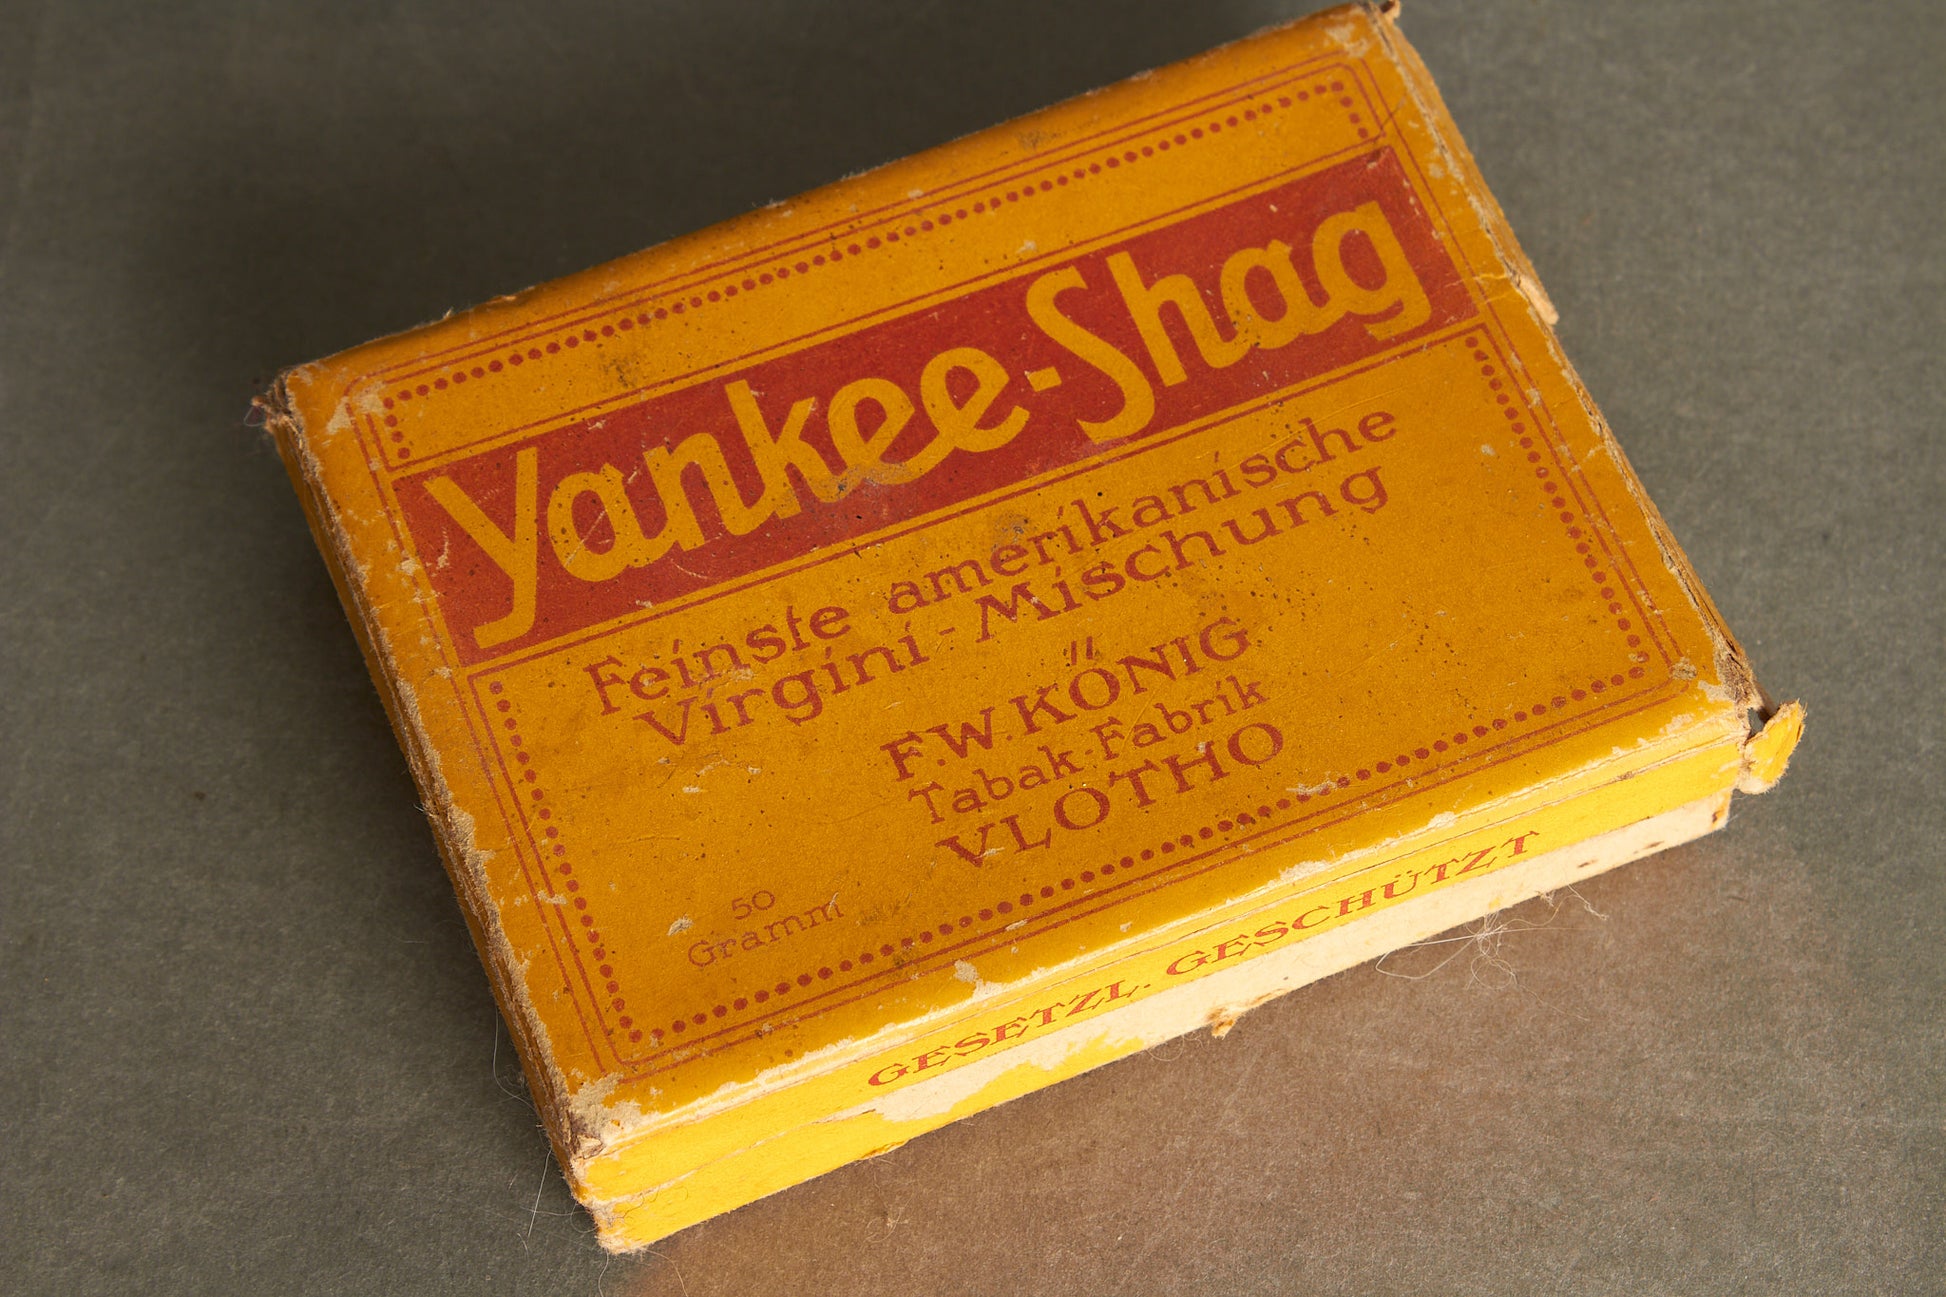 Yankee-Shag
Feinste amerikanische
Virgini-Mischung
F.W. KÖNIG
Tabak-Fabrik
VLOTHO
50
Gramm
GESETZL. GESCHÜTZT